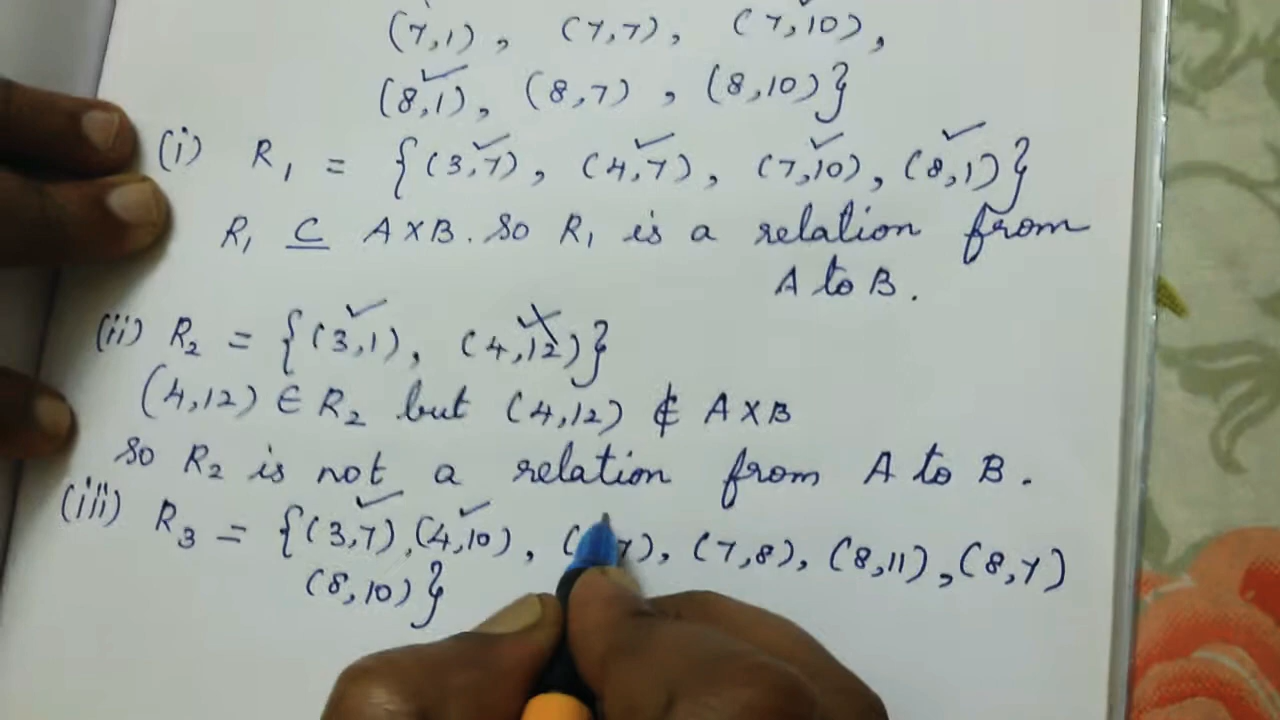 (7,1), (7,7), (7,10),
(8,1), (8,7), (8,10)}
(i) R₁ = {(3,7), (4,7), (7,10), (8,1)}
R₁ ⊆ A×B. So R₁ is a relation from
A to B.
(ii) R₂ = {(3,1), (4,12)}
(4,12) ∈ R₂ but (4,12) ∉ A×B
So R₂ is not a relation from A to B.
(iii) R₃ = {(3,7), (4,10), ( 7), (7,8), (8,11), (8,7)
(8,10)}